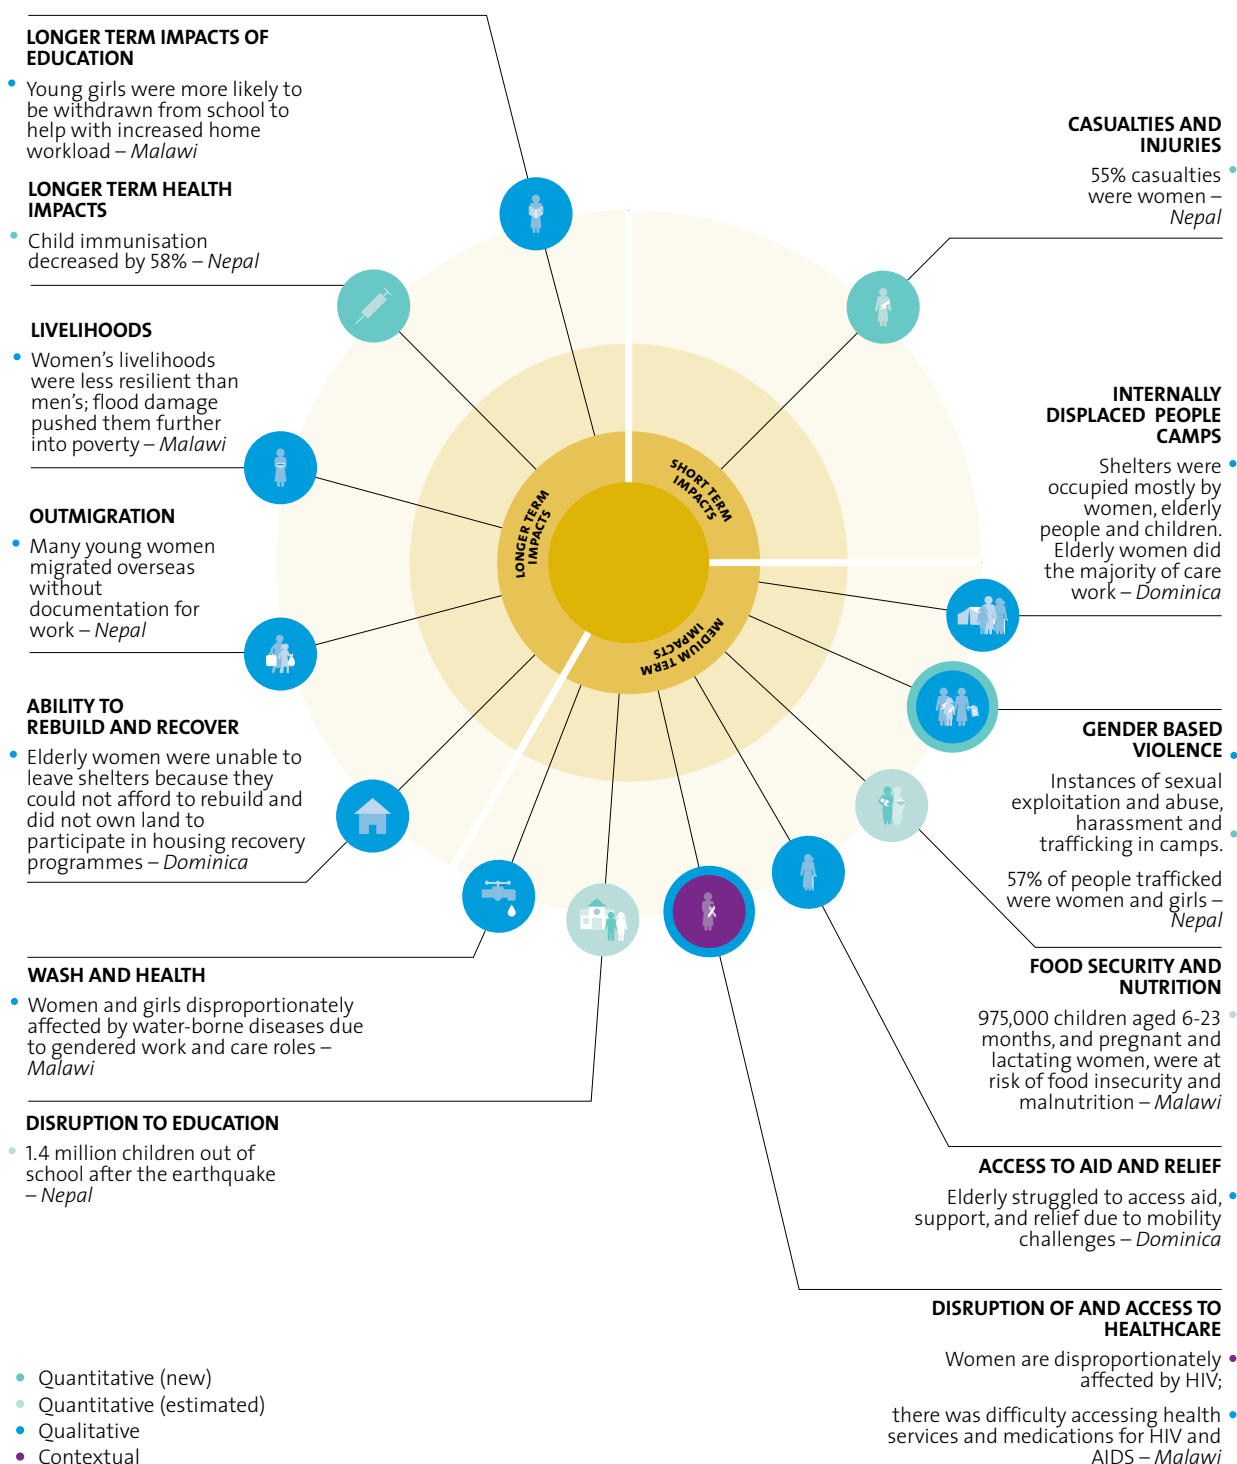 LONGER TERM IMPACTS OF
EDUCATION
Young girls were more likely to
be withdrawn from school to
help with increased home
workload – Malawi
LONGER TERM HEALTH
IMPACTS
Child immunisation
decreased by 58% – Nepal
LIVELIHOODS
Women’s livelihoods
were less resilient than
men’s; flood damage
pushed them further
into poverty – Malawi
OUTMIGRATION
Many young women
migrated overseas
without
documentation for
work – Nepal
ABILITY TO
REBUILD AND RECOVER
Elderly women were unable to
leave shelters because they
could not afford to rebuild and
did not own land to
participate in housing recovery
programmes – Dominica
WASH AND HEALTH
Women and girls disproportionately
affected by water-borne diseases due
to gendered work and care roles –
Malawi
DISRUPTION TO EDUCATION
1.4 million children out of
school after the earthquake
– Nepal
LONGER TERM
IMPACTS
SHORT TERM
IMPACTS
MEDIUM TERM
IMPACTS
CASUALTIES AND
INJURIES
55% casualties
were women –
Nepal
INTERNALLY
DISPLACED PEOPLE
CAMPS
Shelters were
occupied mostly by
women, elderly
people and children.
Elderly women did
the majority of care
work – Dominica
GENDER BASED
VIOLENCE
Instances of sexual
exploitation and abuse,
harassment and
trafficking in camps.
57% of people trafficked
were women and girls –
Nepal
FOOD SECURITY AND
NUTRITION
975,000 children aged 6-23
months, and pregnant and
lactating women, were at
risk of food insecurity and
malnutrition – Malawi
ACCESS TO AID AND RELIEF
Elderly struggled to access aid,
support, and relief due to mobility
challenges – Dominica
DISRUPTION OF AND ACCESS TO
HEALTHCARE
Women are disproportionately
affected by HIV;
there was difficulty accessing health
services and medications for HIV and
AIDS – Malawi
Quantitative (new)
Quantitative (estimated)
Qualitative
Contextual